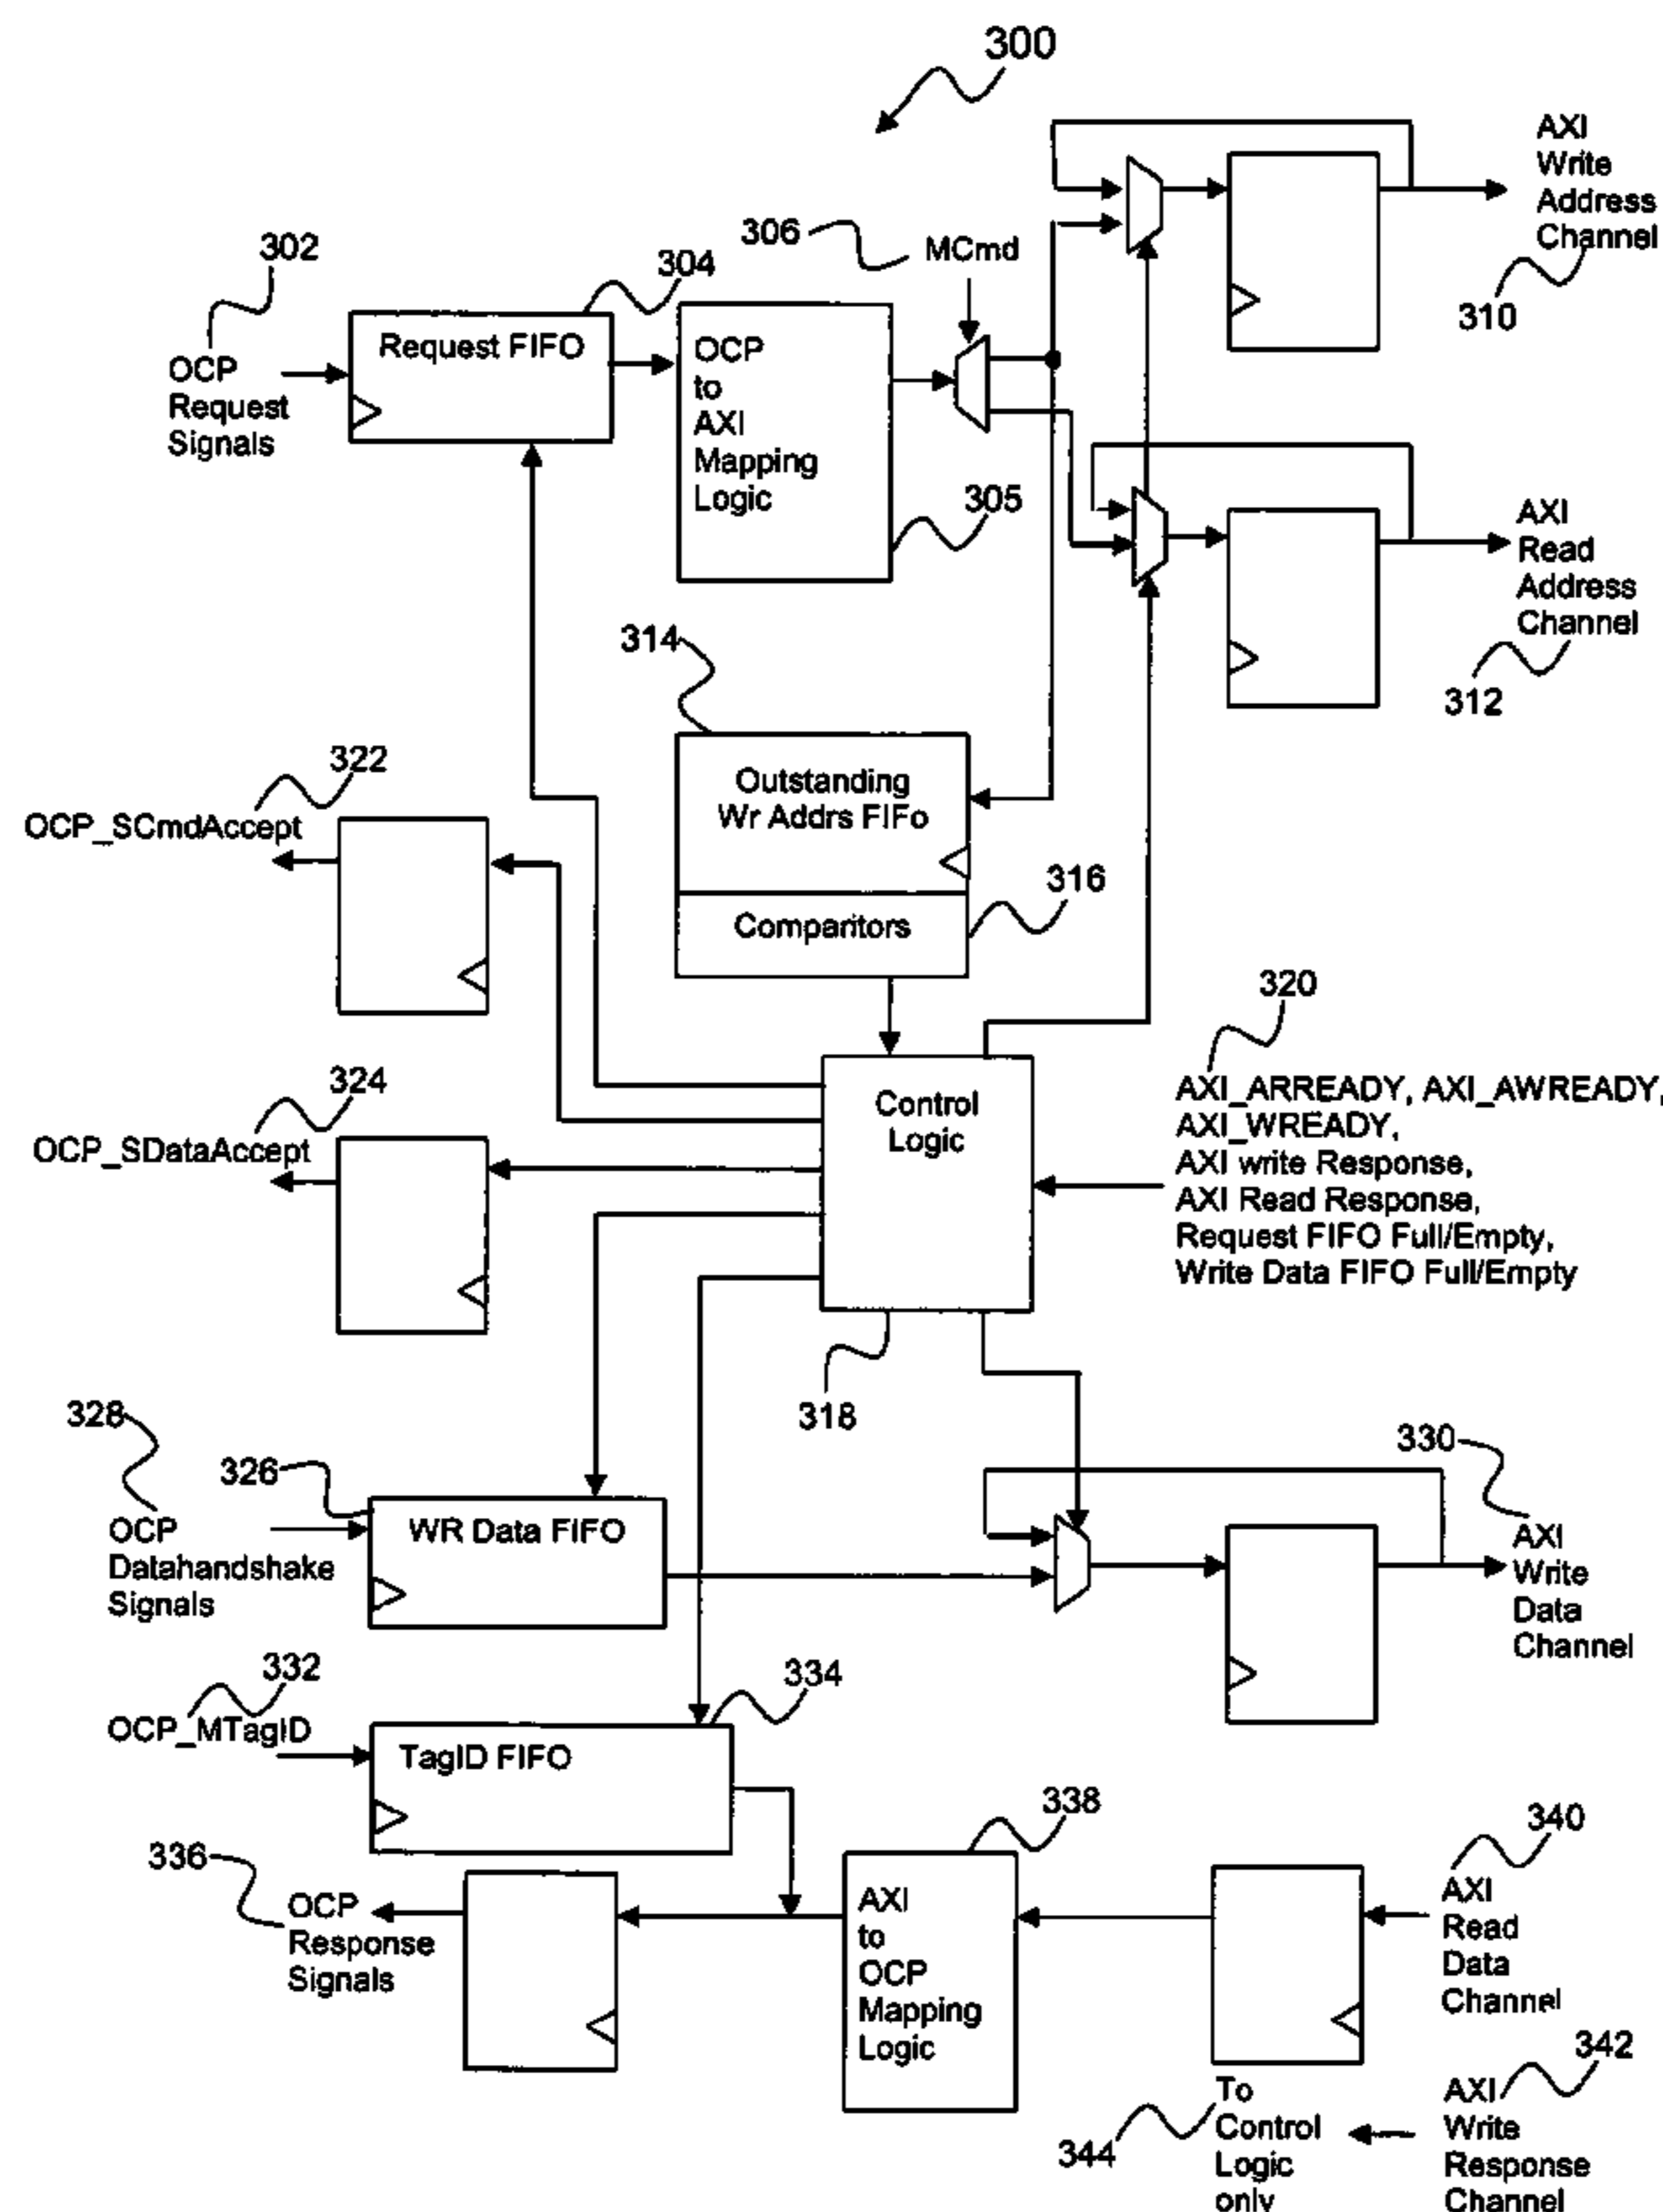 300
AXI
Write
Address
Channel
310
306
MCmd
302
304
OCP
Request
Signals
Request FIFO
OCP
to
AXI
Mapping
Logic
305
AXI
Read
Address
Channel
312
314
Outstanding
Wr Addrs FIFo
Comparitors
316
322
OCP_SCmdAccept
324
OCP_SDataAccept
Control
Logic
318
320
AXI_ARREADY, AXI_AWREADY,
AXI_WREADY,
AXI write Response,
AXI Read Response,
Request FIFO Full/Empty,
Write Data FIFO Full/Empty
328
326
OCP
Datahandshake
Signals
WR Data FIFO
330
AXI
Write
Data
Channel
332
OCP_MTagID
334
TagID FIFO
336
OCP
Response
Signals
338
AXI
to
OCP
Mapping
Logic
340
AXI
Read
Data
Channel
344
To
Control
Logic
only
342
AXI
Write
Response
Channel